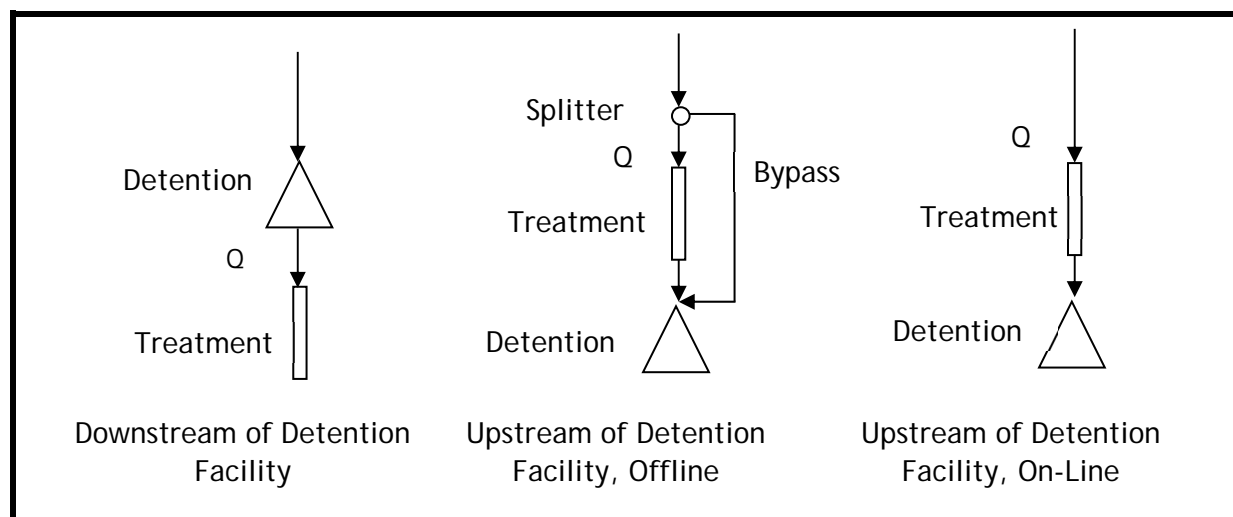 Detention
Q
Treatment
Downstream of Detention
Facility
Splitter
Q
Bypass
Treatment
Detention
Upstream of Detention
Facility, Offline
Q
Treatment
Detention
Upstream of Detention
Facility, On-Line